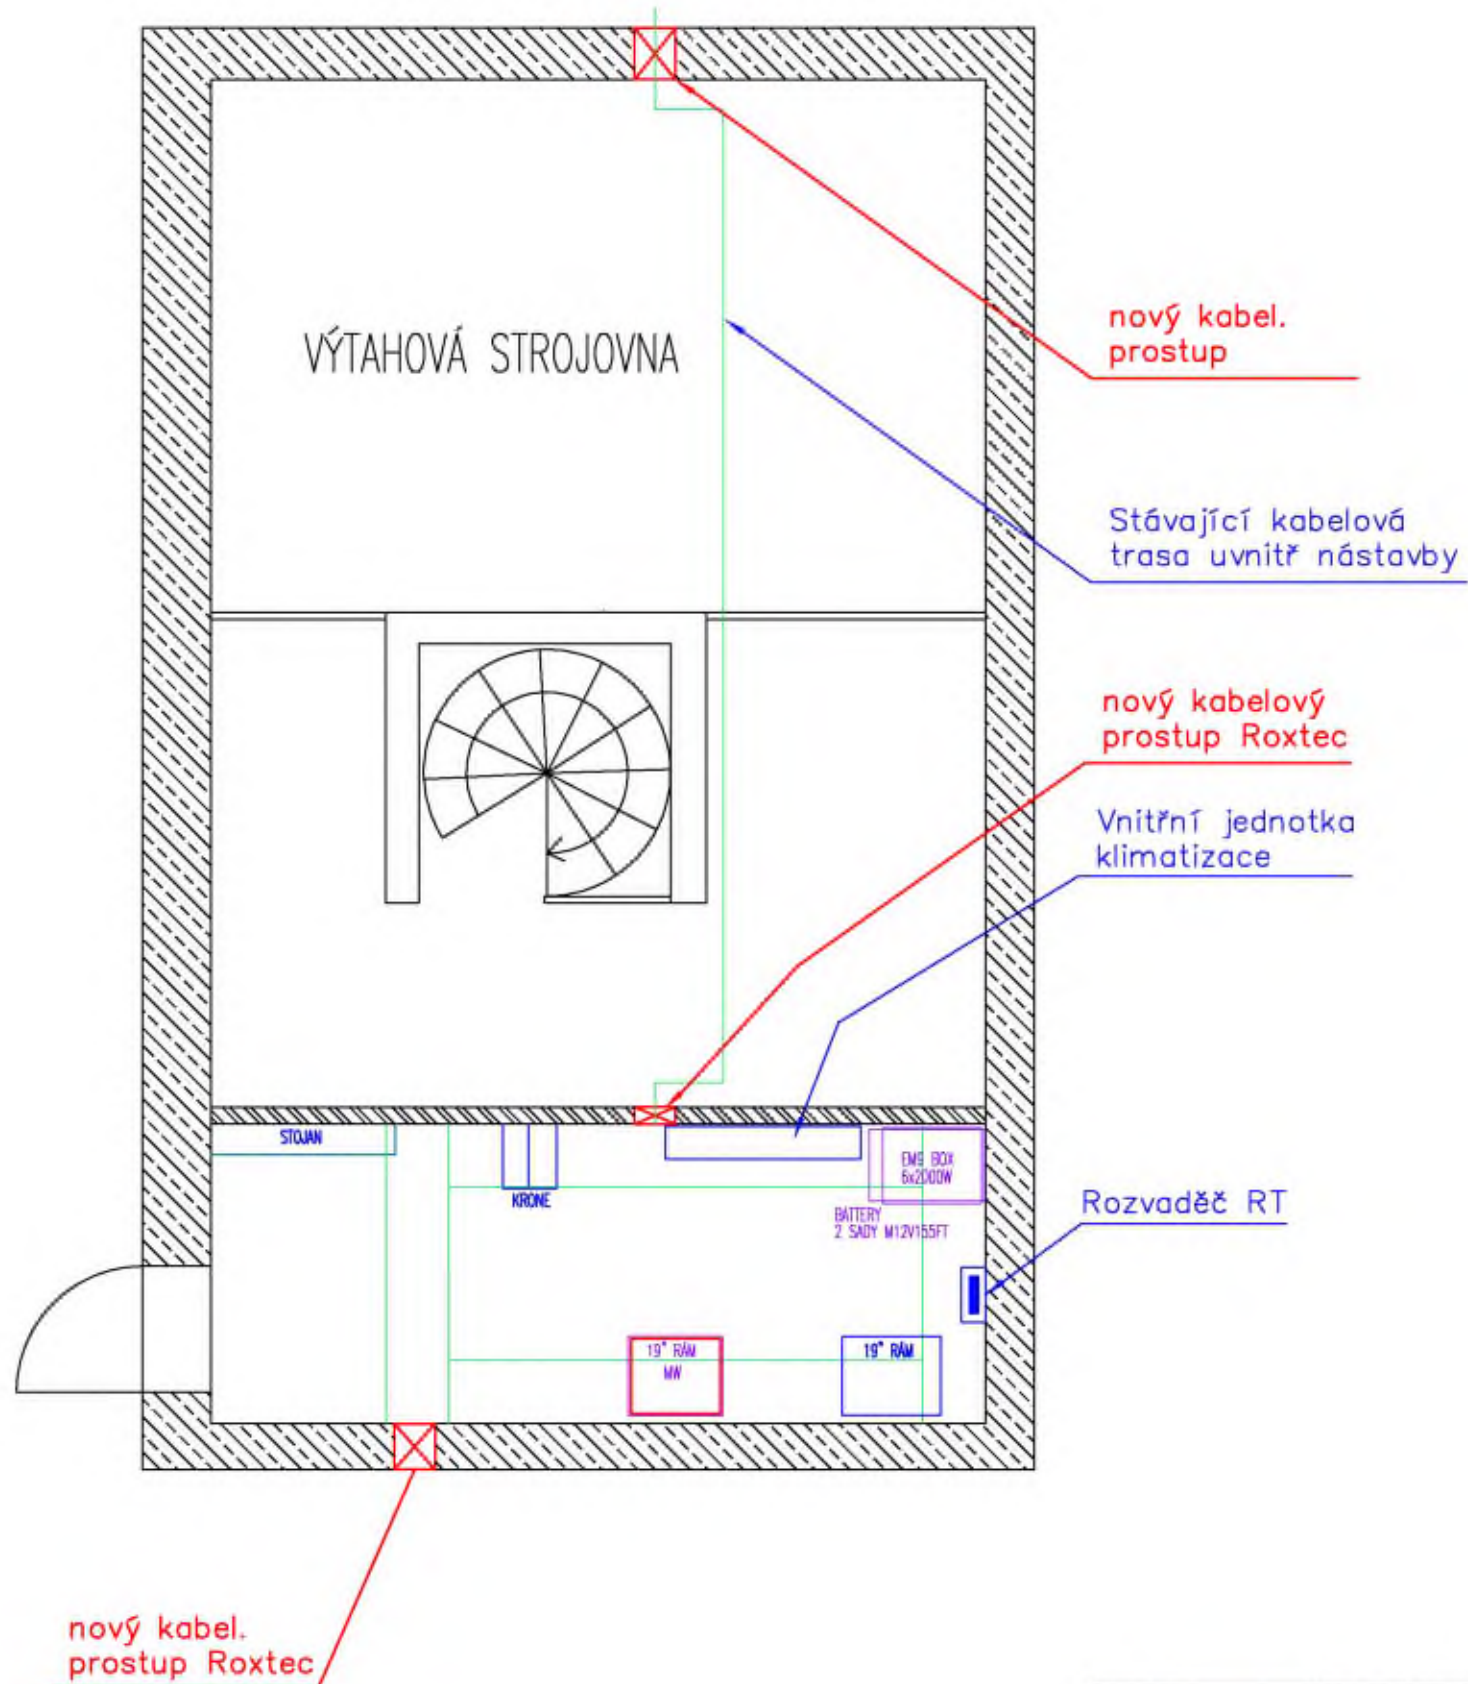 nový kabel.
prostup
VÝTAHOVÁ STROJOVNA
Stávající kabelová
trasa uvnitř nástavby
nový kabelový
prostup Roxtec
Vnitřní jednotka
klimatizace
STOJAN
KRONE
EMS BOX
6x2000W
BATTERY
2 SADY M12V155FT
Rozvaděč RT
19" RÁM
MW
19" RÁM
nový kabel.
prostup Roxtec